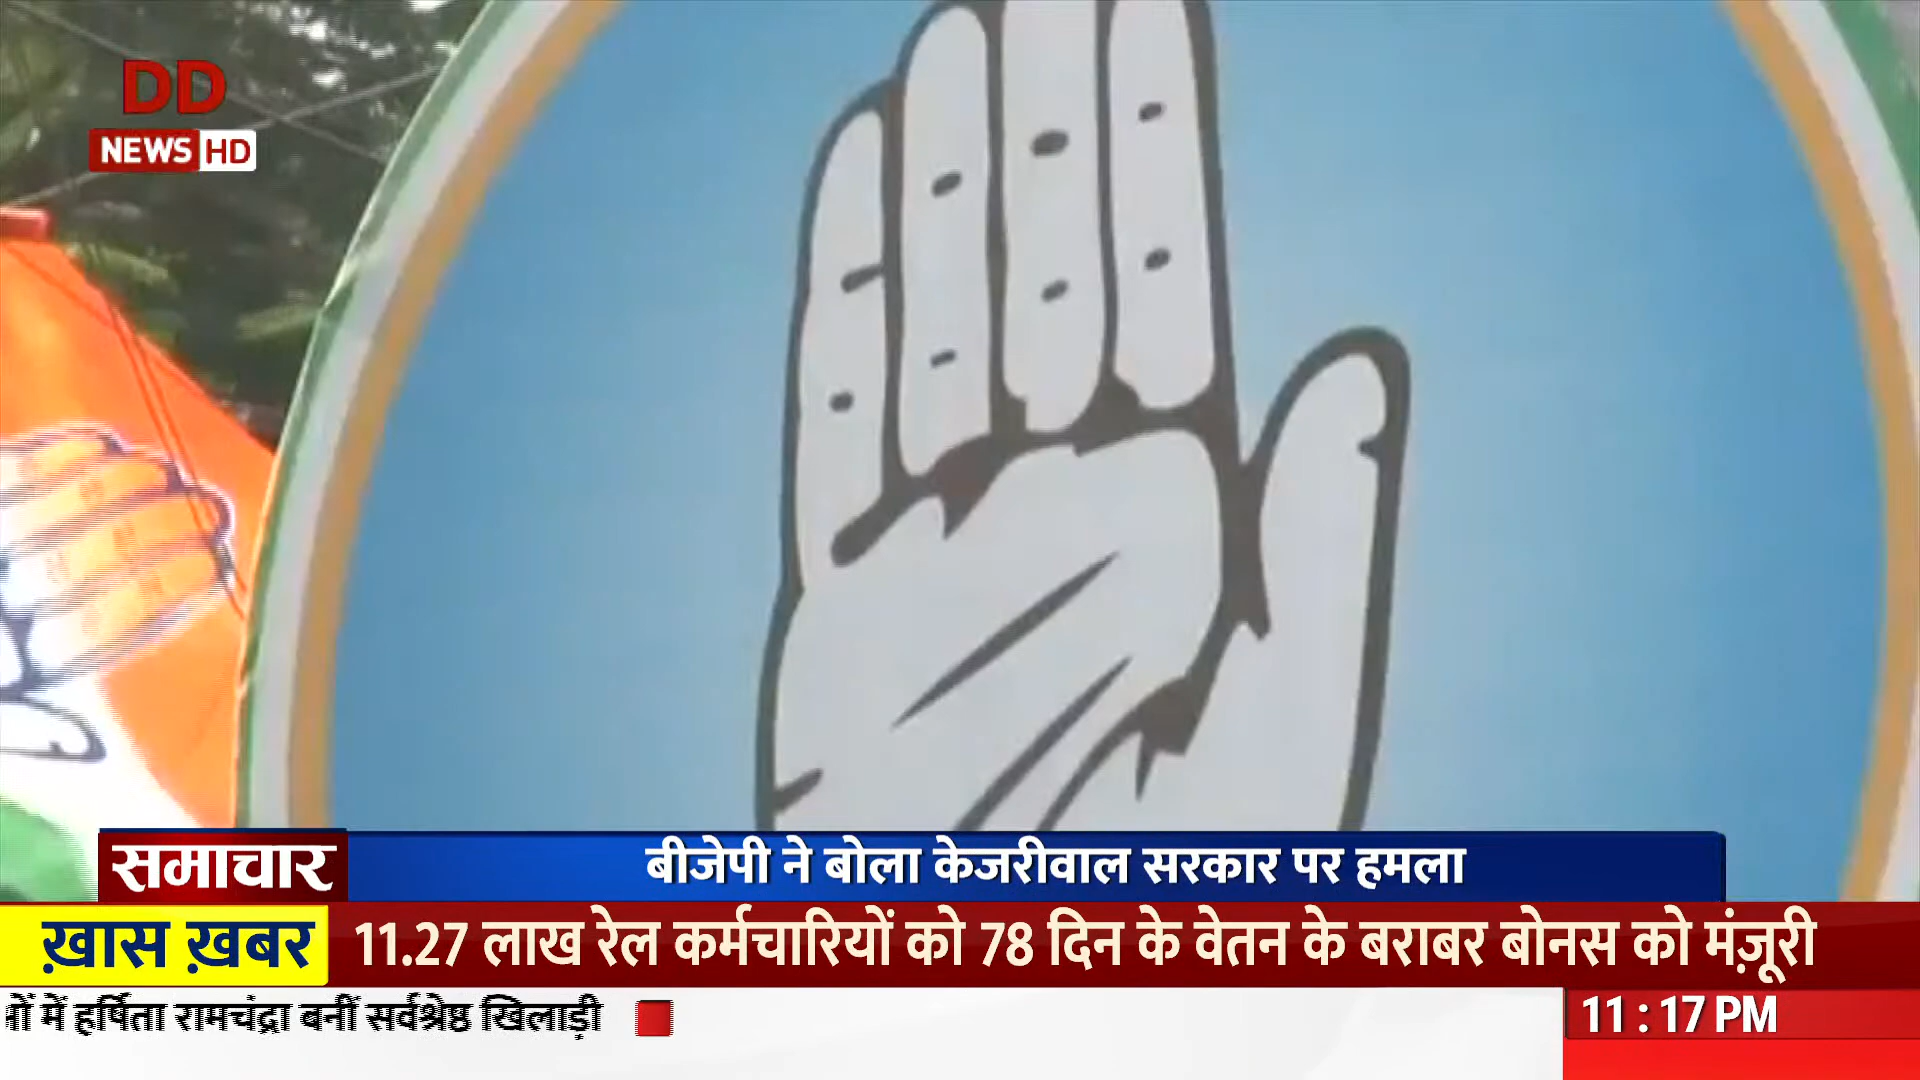 DD
NEWS HD
समाचार
बीजेपी ने बोला केजरीवाल सरकार पर हमला
ख़ास ख़बर
11.27 लाख रेल कर्मचारियों को 78 दिन के वेतन के बराबर बोनस को मंज़ूरी
में हर्षिता रामचंद्रा बनीं सर्वश्रेष्ठ खिलाड़ी
11:17 PM